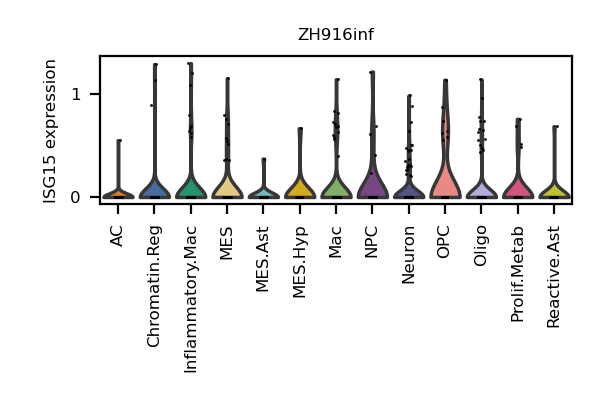 ZH916inf
ISG15 expression
1
0
AC
Chromatin.Reg
Inflammatory.Mac
MES
MES.Ast
MES.Hyp
Mac
NPC
Neuron
OPC
Oligo
Prolif.Metab
Reactive.Ast